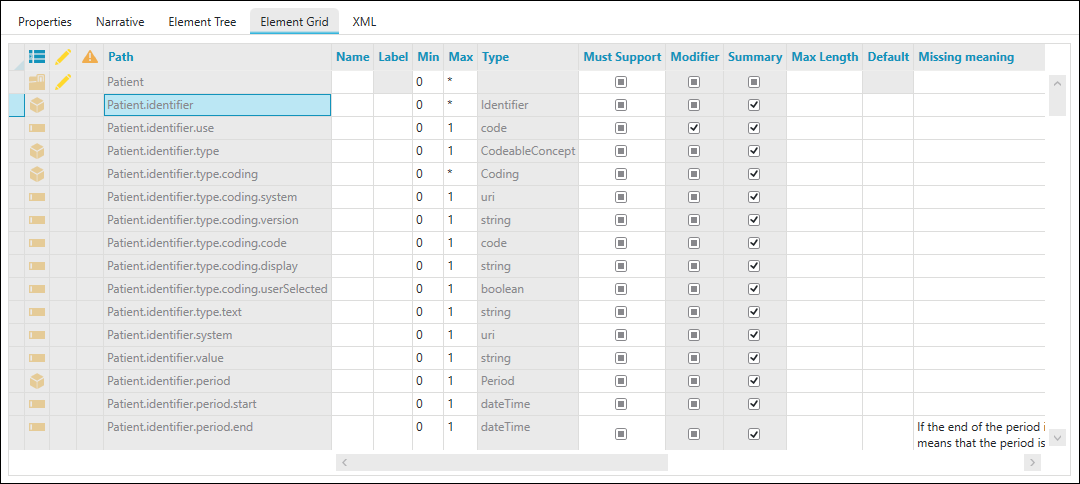 Properties Narrative Element Tree Element Grid XML
Path Name Label Min Max Type Must Support Modifier Summary Max Length Default Missing meaning
Patient 0 *
Patient.identifier 0 * Identifier
Patient.identifier.use 0 1 code
Patient.identifier.type 0 1 CodeableConcept
Patient.identifier.type.coding 0 * Coding
Patient.identifier.type.coding.system 0 1 uri
Patient.identifier.type.coding.version 0 1 string
Patient.identifier.type.coding.code 0 1 code
Patient.identifier.type.coding.display 0 1 string
Patient.identifier.type.coding.userSelected 0 1 boolean
Patient.identifier.type.text 0 1 string
Patient.identifier.system 0 1 uri
Patient.identifier.value 0 1 string
Patient.identifier.period 0 1 Period
Patient.identifier.period.start 0 1 dateTime
Patient.identifier.period.end 0 1 dateTime If the end of the period i
means that the period is